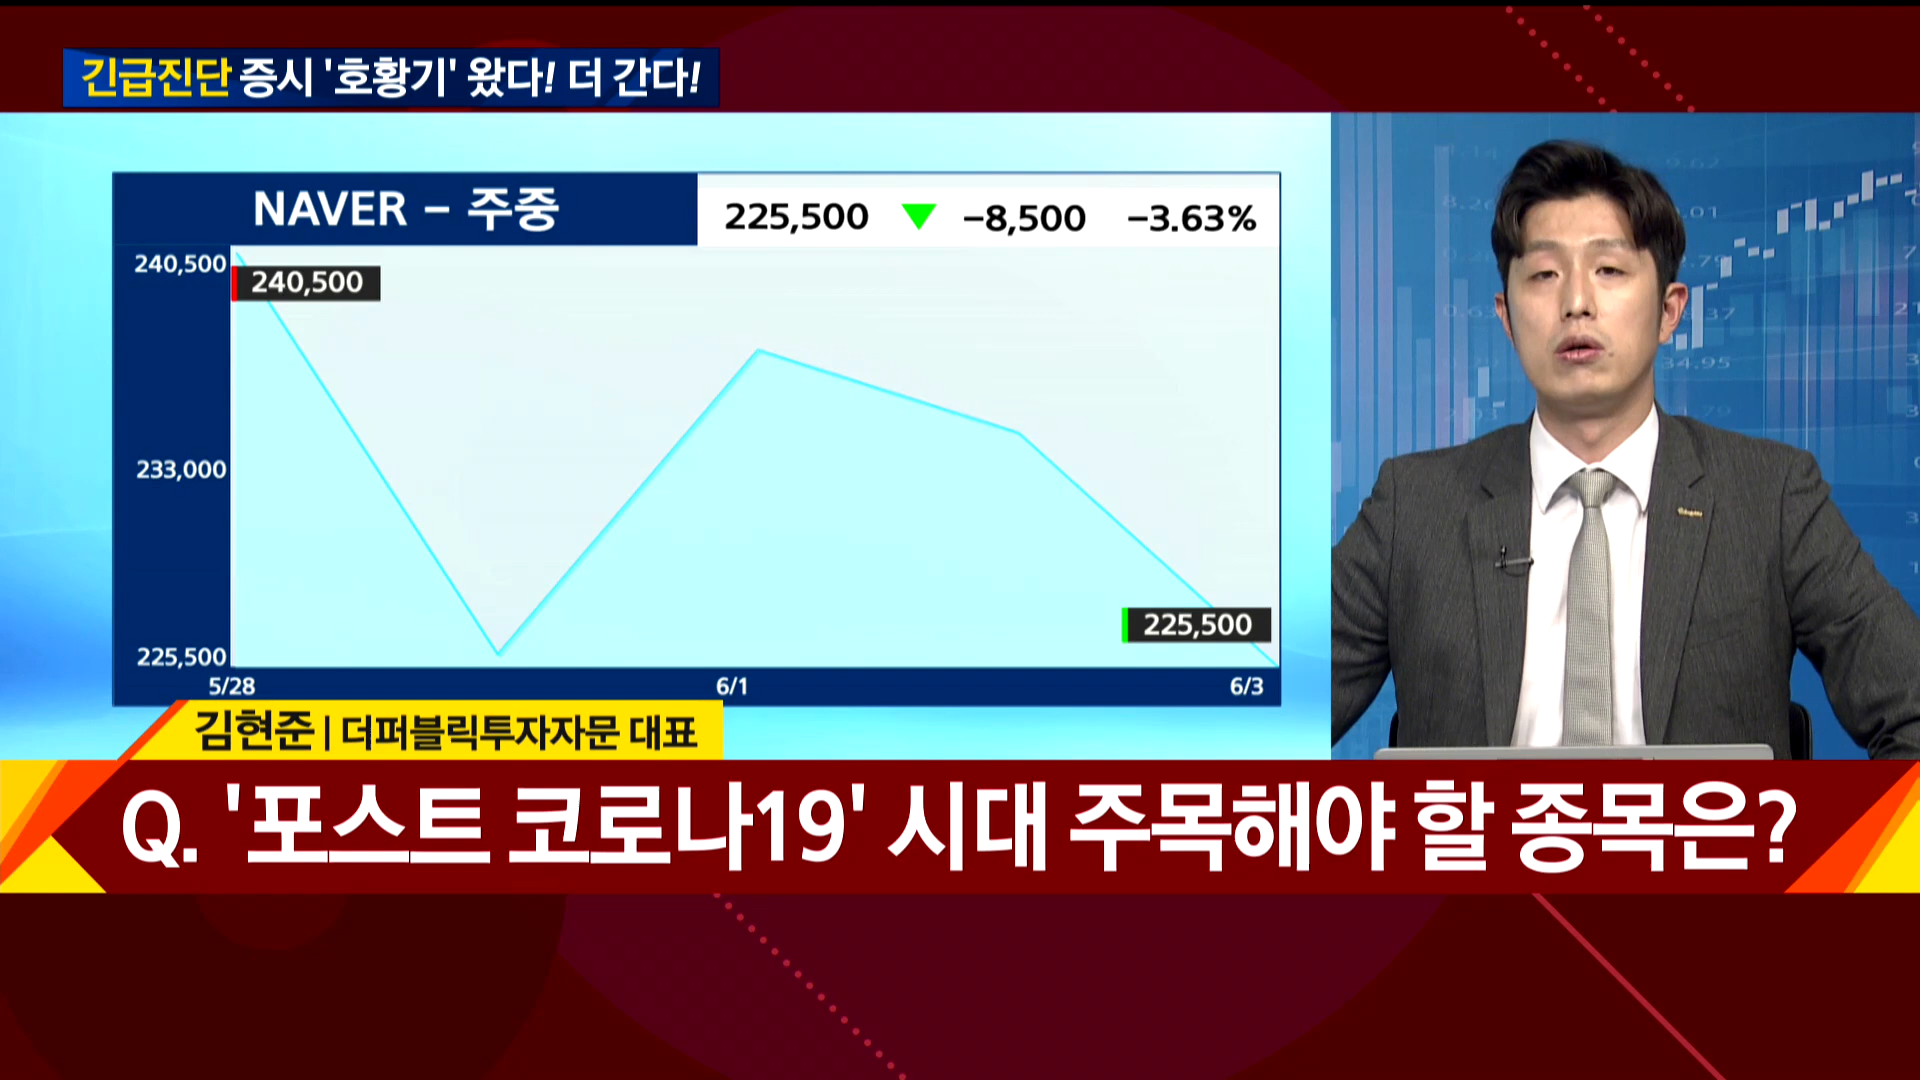 긴급진단 증시 '호황기' 왔다! 더 간다!
NAVER – 주중
225,500 ▼ –8,500 –3.63%
240,500
240,500
233,000
225,500
225,500
5/28 6/1 6/3
김현준 | 더퍼블릭투자자문 대표
Q. '포스트 코로나19' 시대 주목해야 할 종목은?